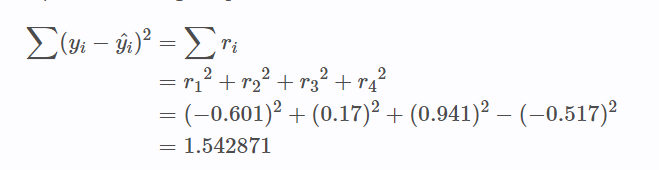 ∑(yᵢ − ŷᵢ)² = ∑ rᵢ
= r₁² + r₂² + r₃² + r₄²
= (−0.601)² + (0.17)² + (0.941)² − (−0.517)²
= 1.542871